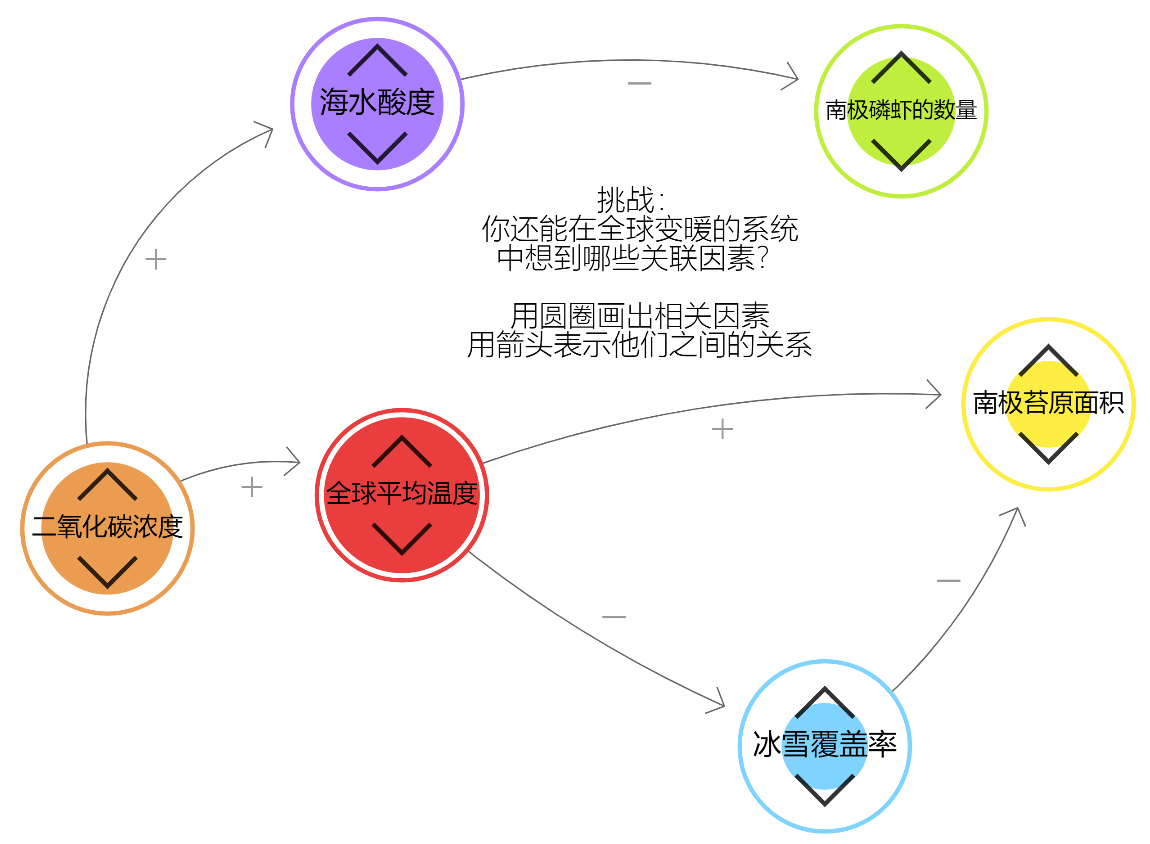 海水酸度
南极磷虾的数量
−
+
挑战：
你还能在全球变暖的系统
中想到哪些关联因素？
用圆圈画出相关因素
用箭头表示他们之间的关系
南极苔原面积
+
+
全球平均温度
二氧化碳浓度
−
−
冰雪覆盖率